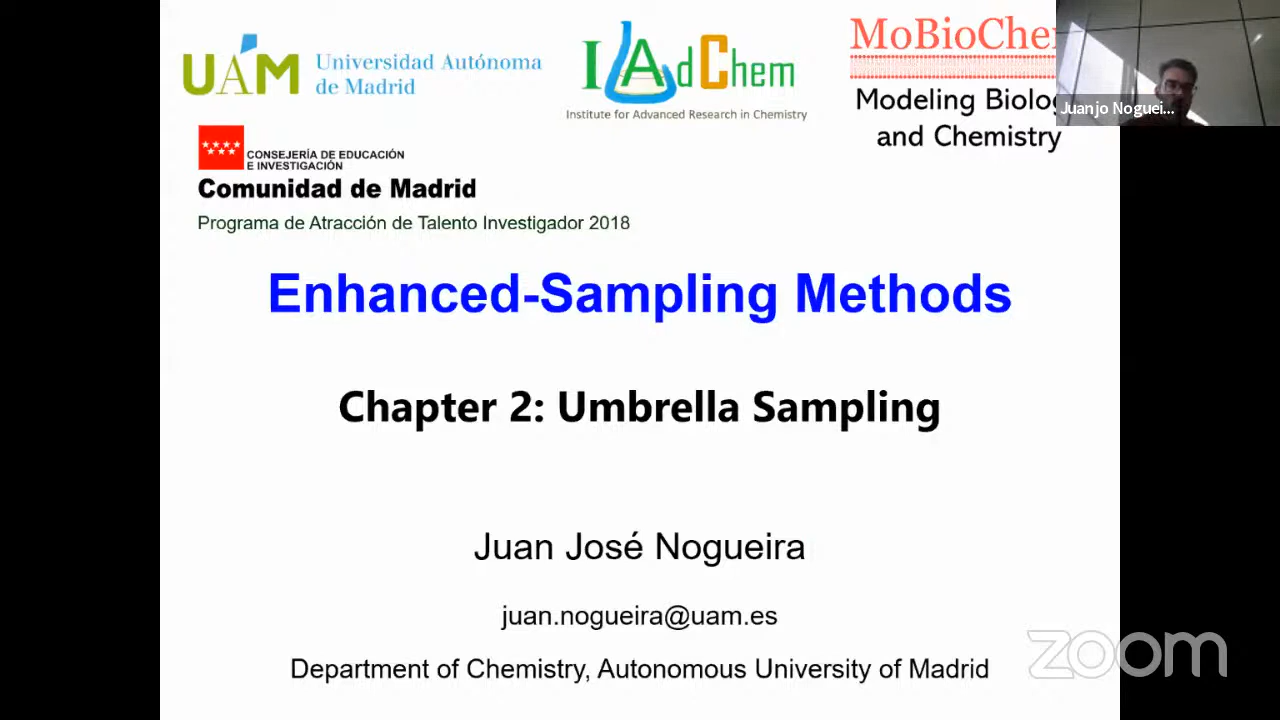 UAM Universidad Autónoma
de Madrid
IAdChem
Institute for Advanced Research in Chemistry
MoBioChe
Modeling Biolog
and Chemistry
Juanjo Noguei...
CONSEJERÍA DE EDUCACIÓN
E INVESTIGACIÓN
Comunidad de Madrid
Programa de Atracción de Talento Investigador 2018
Enhanced-Sampling Methods
Chapter 2: Umbrella Sampling
Juan José Nogueira
juan.nogueira@uam.es
Department of Chemistry, Autonomous University of Madrid
zoom